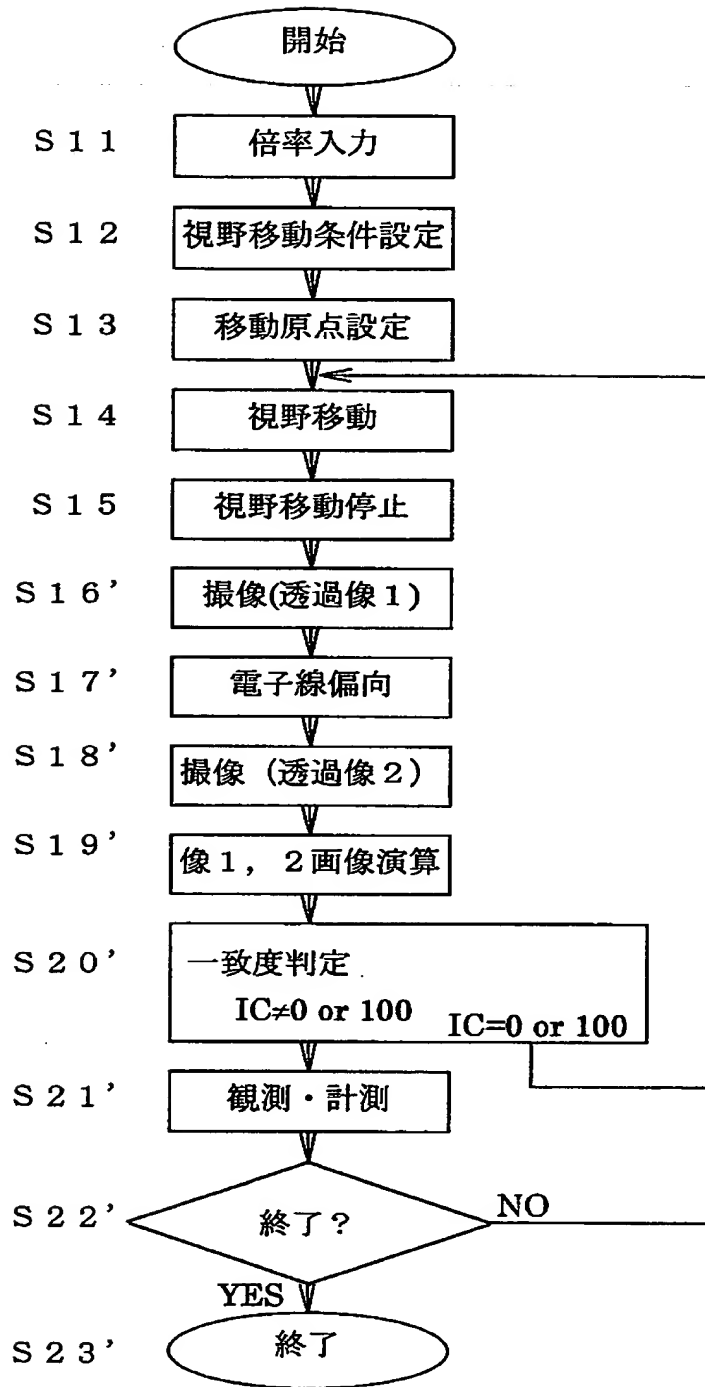 開始
S11 倍率入力
S12 視野移動条件設定
S13 移動原点設定
S14 視野移動
S15 視野移動停止
S16’ 撮像(透過像1)
S17’ 電子線偏向
S18’ 撮像 (透過像2)
S19’ 像1, 2画像演算
S20’ 一致度判定
IC≠0 or 100
IC=0 or 100
S21’ 観測・計測
S22’ 終了? NO
YES
S23’ 終了